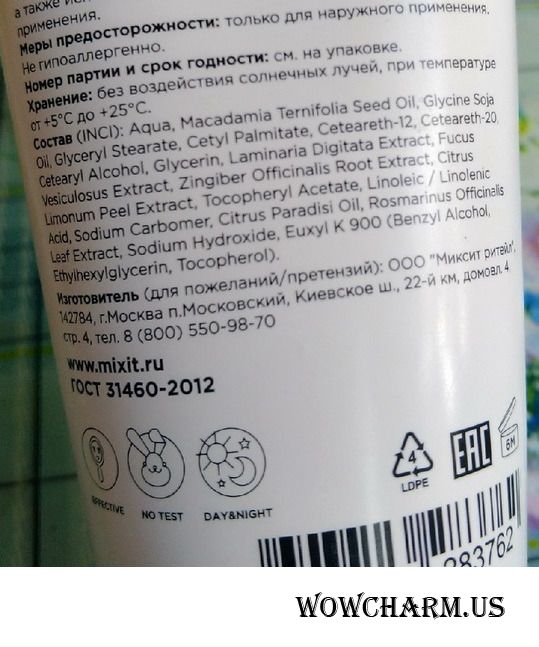 а также
применения.
Меры предосторожности: только для наружного применения.
Не гипоаллергенно.
Номер партии и срок годности: см. на упаковке.
Хранение: без воздействия солнечных лучей, при температуре
от +5°C до +25°C.
Состав (INCI): Aqua, Macadamia Ternifolia Seed Oil, Glycine Soja
Oil, Glyceryl Stearate, Cetyl Palmitate, Ceteareth-12, Ceteareth-20,
Cetearyl Alcohol, Glycerin, Laminaria Digitata Extract, Fucus
Vesiculosus Extract, Zingiber Officinalis Root Extract, Citrus
Limonum Peel Extract, Tocopheryl Acetate, Linoleic / Linolenic
Acid, Sodium Carbomer, Citrus Paradisi Oil, Rosmarinus Officinalis
Leaf Extract, Sodium Hydroxide, Euxyl K 900 (Benzyl Alcohol,
Ethylhexylglycerin, Tocopherol).
Изготовитель (для пожеланий/претензий): ООО "Миксит ритейл",
142784, г.Москва п.Московский, Киевское ш., 22-й км, домовл. 4
стр. 4, тел. 8 (800) 550-98-70
www.mixit.ru
ГОСТ 31460-2012
EFFECTIVE
NO TEST
DAY&NIGHT
4
LDPE
EAC
6M
283762
WOWCHARM.US